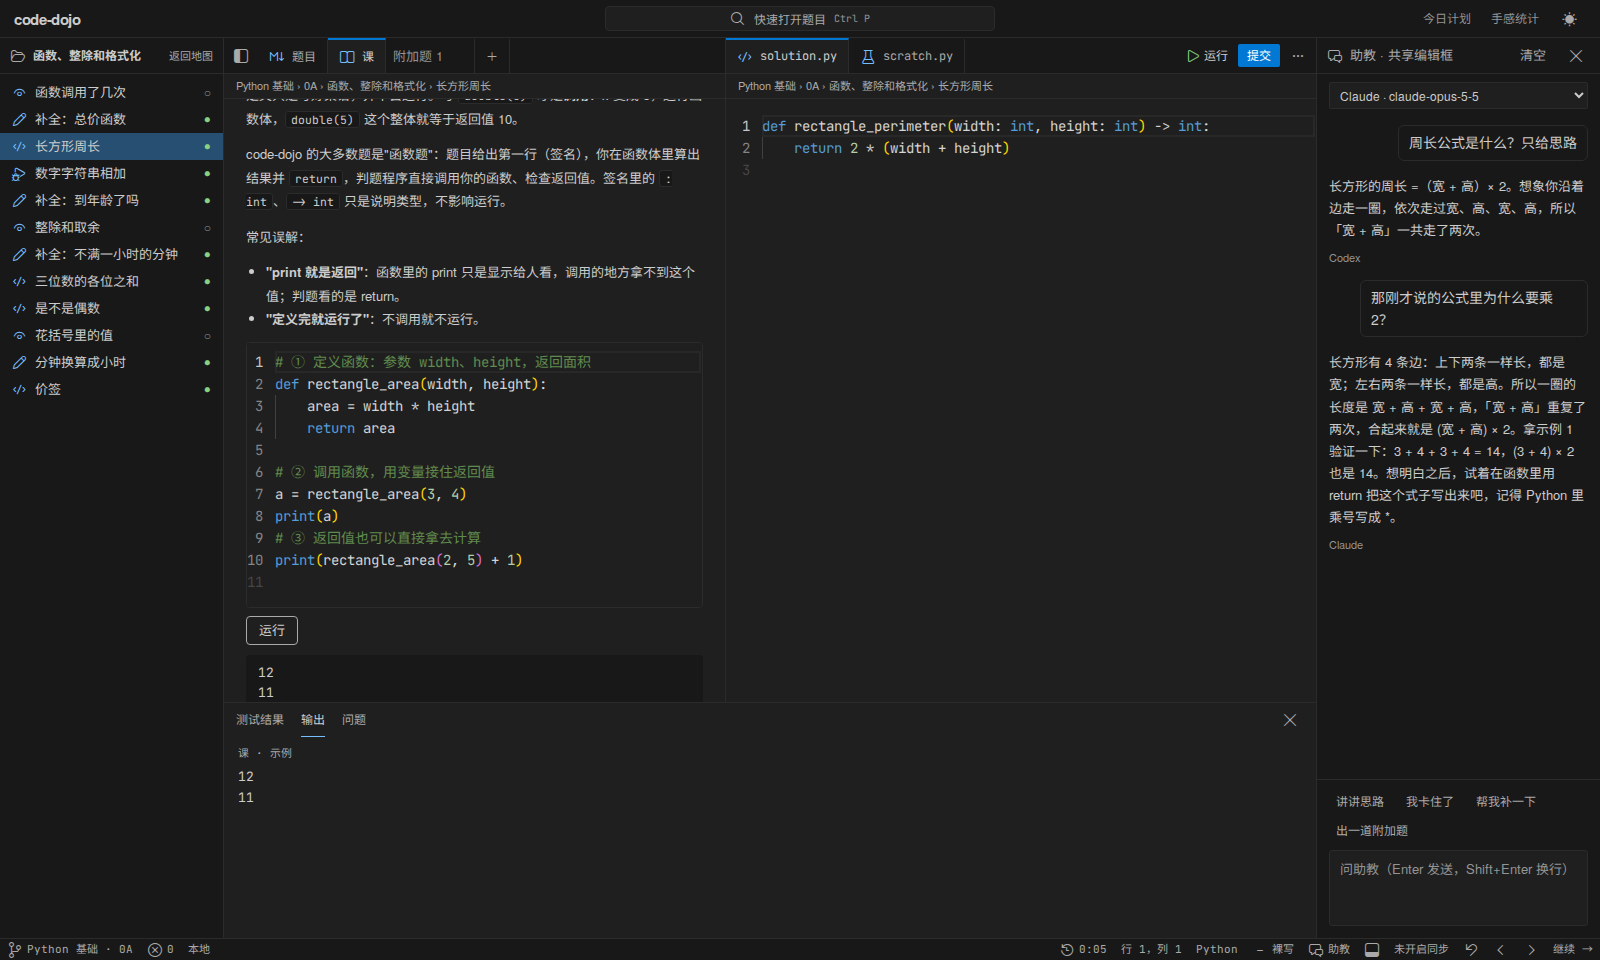 code-dojo
快速打开题目 Ctrl P
今日计划 手感统计
函数、整除和格式化 返回地图
函数调用了几次
补全：总价函数
长方形周长
数字字符串相加
补全：到年龄了吗
整除和取余
补全：不满一小时的分钟
三位数的各位之和
是不是偶数
花括号里的值
分钟换算成小时
价签
题目 课 附加题 1 +
Python 基础 › 0A › 函数、整除和格式化 › 长方形周长
数体，double(5) 这个整体就等于返回值 10。
code-dojo 的大多数题是"函数题"：题目给出第一行（签名），你在函数体里算出
结果并 return，判题程序直接调用你的函数、检查返回值。签名里的 :
int、-> int 只是说明类型，不影响运行。
常见误解：
• "print 就是返回"：函数里的 print 只是显示给人看，调用的地方拿不到这个
值；判题看的是 return。
• "定义完就运行了"：不调用就不运行。
1 # ① 定义函数：参数 width、height，返回面积
2 def rectangle_area(width, height):
3 area = width * height
4 return area
5
6 # ② 调用函数，用变量接住返回值
7 a = rectangle_area(3, 4)
8 print(a)
9 # ③ 返回值也可以直接拿去计算
10 print(rectangle_area(2, 5) + 1)
11
运行
12
11
solution.py scratch.py 运行 提交 ···
Python 基础 › 0A › 函数、整除和格式化 › 长方形周长
1 def rectangle_perimeter(width: int, height: int) -> int:
2 return 2 * (width + height)
3
测试结果 输出 问题
课 · 示例
12
11
助教 · 共享编辑框 清空
Claude · claude-opus-5-5
周长公式是什么？只给思路
长方形的周长 =（宽 + 高）× 2。想象你沿着
边走一圈，依次走过宽、高、宽、高，所以
「宽 + 高」一共走了两次。
Codex
那刚才说的公式里为什么要乘
2?
长方形有 4 条边：上下两条一样长，都是
宽；左右两条一样长，都是高。所以一圈的
长度是 宽 + 高 + 宽 + 高，「宽 + 高」重复了
两次，合起来就是 (宽 + 高) × 2。拿示例 1
验证一下：3 + 4 + 3 + 4 = 14，(3 + 4) × 2
也是 14。想明白之后，试着在函数里用
return 把这个式子写出来吧，记得 Python 里
乘号写成 *。
Claude
讲讲思路 我卡住了 帮我补一下
出一道附加题
问助教（Enter 发送，Shift+Enter 换行）
Python 基础 · 0A 0 本地
0:05 行 1，列 1 Python – 裸写 助教 未开启同步 继续 →